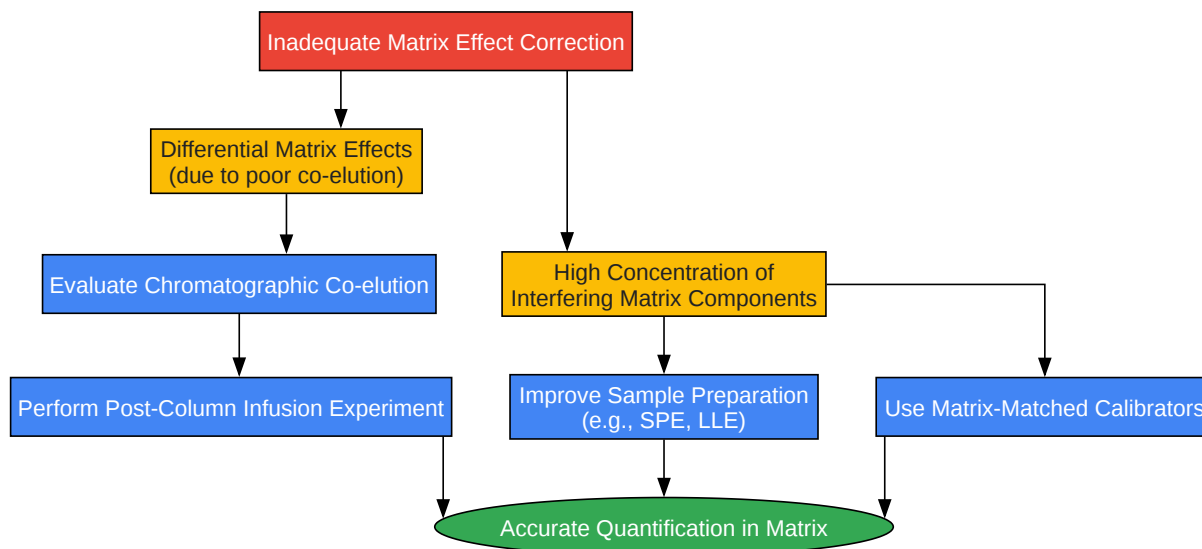 Inadequate Matrix Effect Correction
Differential Matrix Effects
(due to poor co-elution)
Evaluate Chromatographic Co-elution
High Concentration of
Interfering Matrix Components
Perform Post-Column Infusion Experiment
Improve Sample Preparation
(e.g., SPE, LLE)
Use Matrix-Matched Calibrators
Accurate Quantification in Matrix